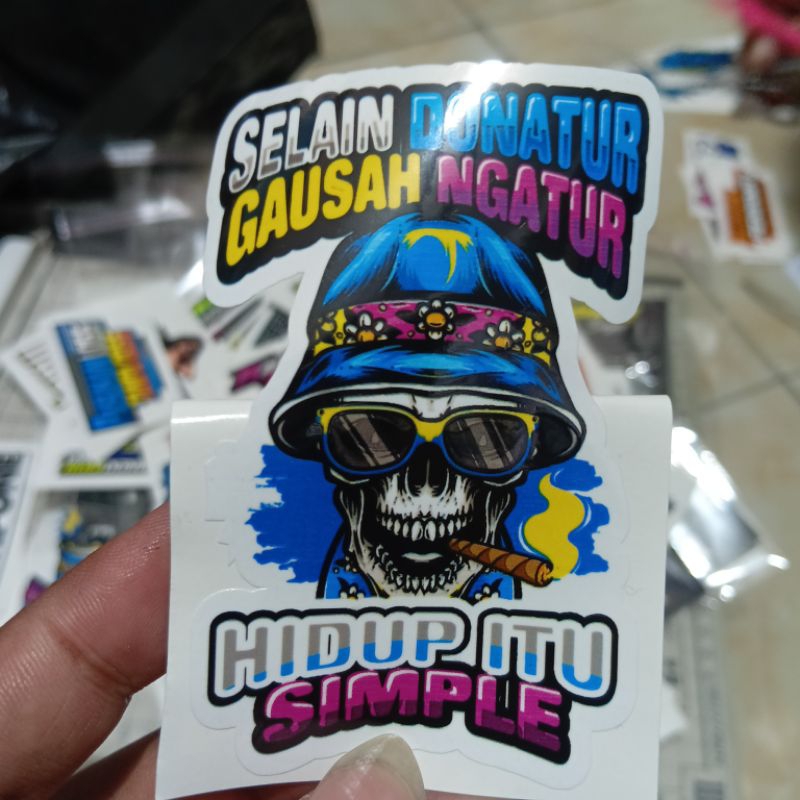 SELAIN DONATUR
GAUSAH NGATUR
HIDUP ITU
SIMPLE